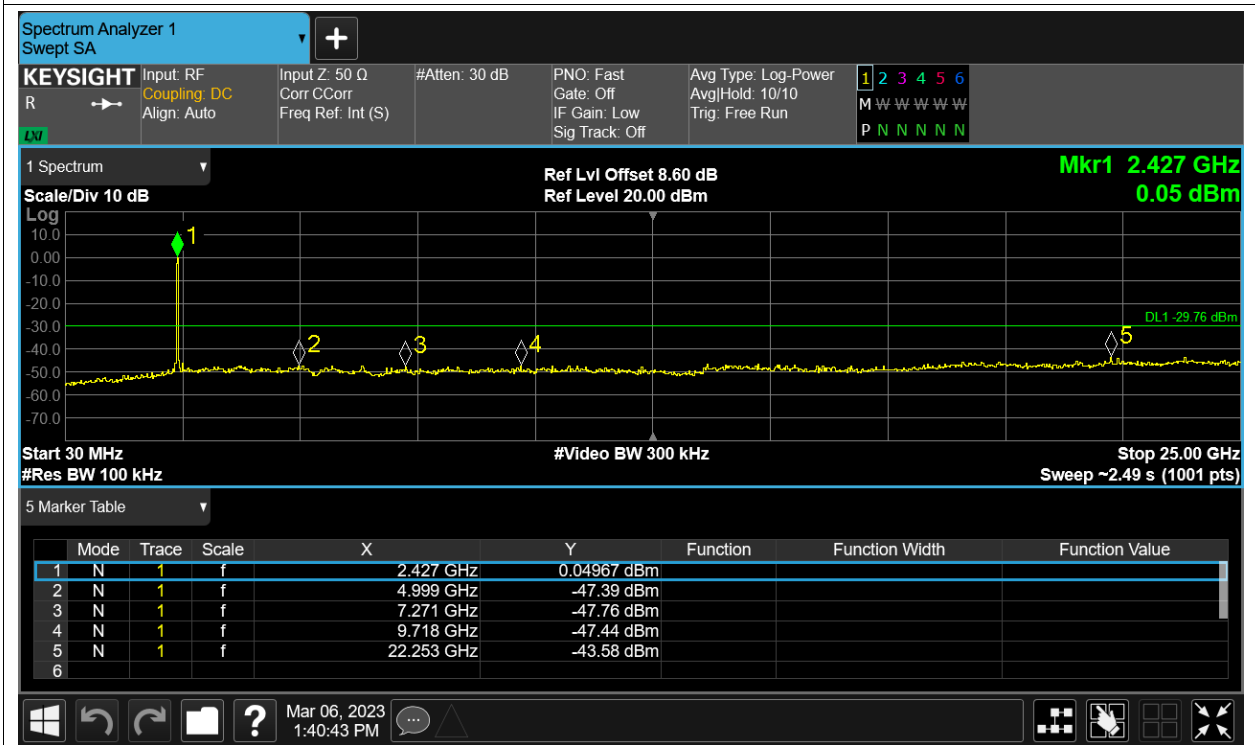 Spectrum Analyzer 1
Swept SA
KEYSIGHT
R
LXI
Input: RF
Coupling: DC
Align: Auto
Input Z: 50 Ω
Corr CCorr
Freq Ref: Int (S)
#Atten: 30 dB
PNO: Fast
Gate: Off
IF Gain: Low
Sig Track: Off
Avg Type: Log-Power
Avg|Hold: 10/10
Trig: Free Run
1 2 3 4 5 6
M W W W W W W
P N N N N N N
1 Spectrum
Scale/Div 10 dB
Ref Lvl Offset 8.60 dB
Ref Level 20.00 dBm
Mkr1 2.427 GHz
0.05 dBm
Log
10.0
0.00
-10.0
-20.0
-30.0
-40.0
-50.0
-60.0
-70.0
1
2
3
4
5
DL1 -29.76 dBm
Start 30 MHz
#Video BW 300 kHz
Stop 25.00 GHz
#Res BW 100 kHz
Sweep ~2.49 s (1001 pts)
5 Marker Table
Mode Trace Scale X Y Function Function Width Function Value
1 N 1 f 2.427 GHz 0.04967 dBm
2 N 1 f 4.999 GHz -47.39 dBm
3 N 1 f 7.271 GHz -47.76 dBm
4 N 1 f 9.718 GHz -47.44 dBm
5 N 1 f 22.253 GHz -43.58 dBm
6
?
Mar 06, 2023
1:40:43 PM